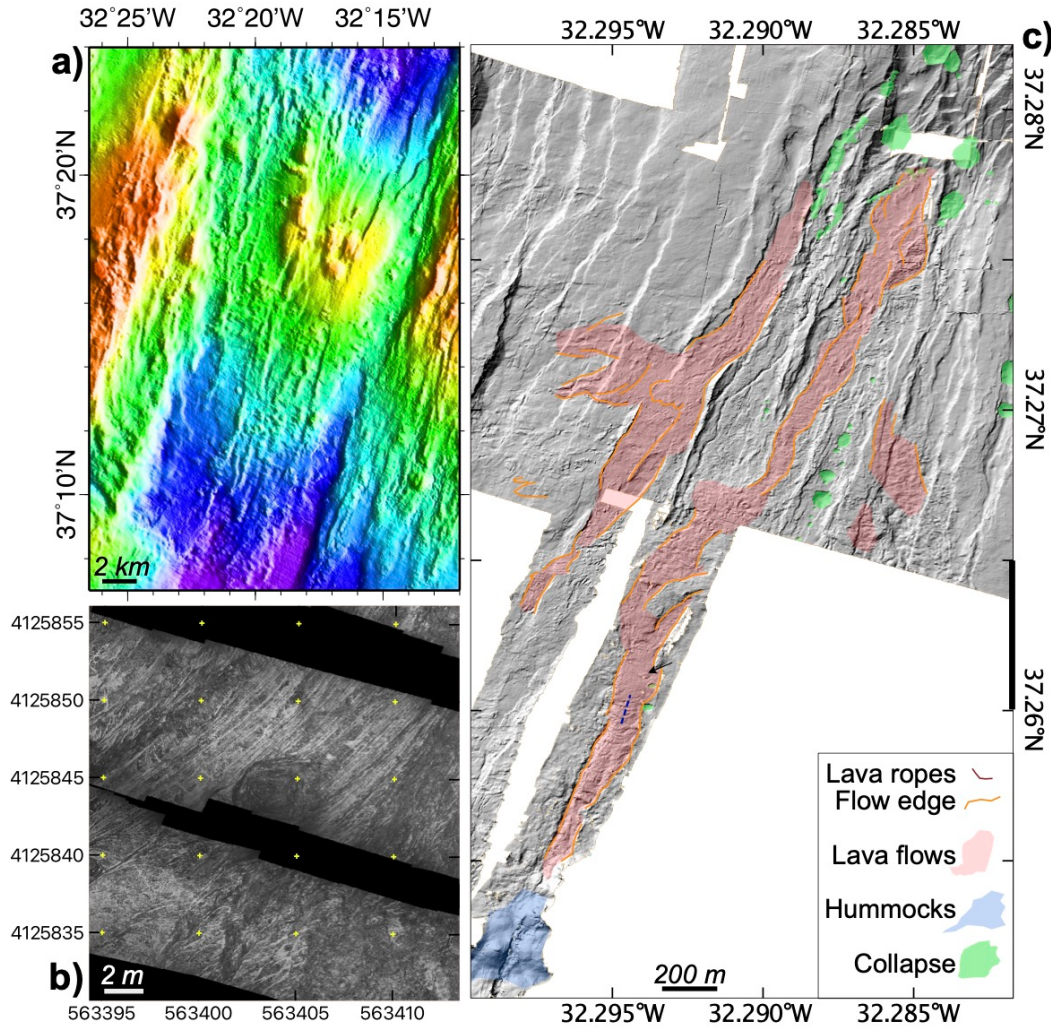 32°25'W 32°20'W 32°15'W
a)
37°20'N
37°10'N
2 km
4125855
4125850
4125845
4125840
4125835
b)
2 m
563395 563400 563405 563410
32.295°W 32.290°W 32.285°W
c)
37.28°N
37.27°N
37.26°N
Lava ropes
Flow edge
Lava flows
Hummocks
Collapse
200 m
32.295°W 32.290°W 32.285°W